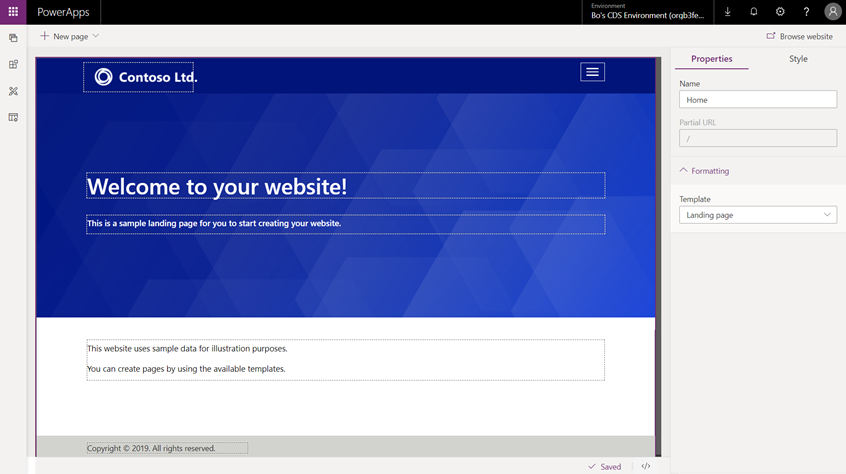 PowerApps
Environment
Bo's CDS Environment (orgb3fe...
?
New page
Browse website
Contoso Ltd.
Welcome to your website!
This is a sample landing page for you to start creating your website.
This website uses sample data for illustration purposes.
You can create pages by using the available templates.
Copyright © 2019. All rights reserved.
Saved
</>
Properties
Style
Name
Home
Partial URL
/
Formatting
Template
Landing page